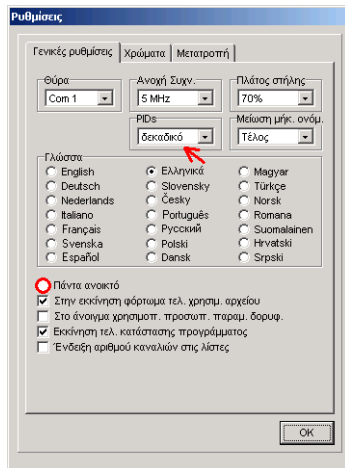 Ρυθμίσεις
Γενικές ρυθμίσεις Χρώματα Μετατροπή
Θύρα Ανοχή Συχν. Πλάτος στήλης
Com 1 5 MHz 70%
PIDs Μείωση μήκ. ονόμ.
δεκαδικό Τέλος
Γλώσσα
English Ελληνικά Magyar
Deutsch Slovensky Türkçe
Nederlands Česky Norsk
Italiano Português Romana
Français Русский Suomalainen
Svenska Polski Hrvatski
Español Dansk Srpski
Πάντα ανοικτό
Στην εκκίνηση φόρτωμα τελ. χρησιμ. αρχείου
Στο άνοιγμα χρησιμοπ. προσωπ. παραμ. δορυφ.
Εκκίνηση τελ. κατάστασης προγράμματος
Ένδειξη αριθμού καναλιών στις λίστες
OK